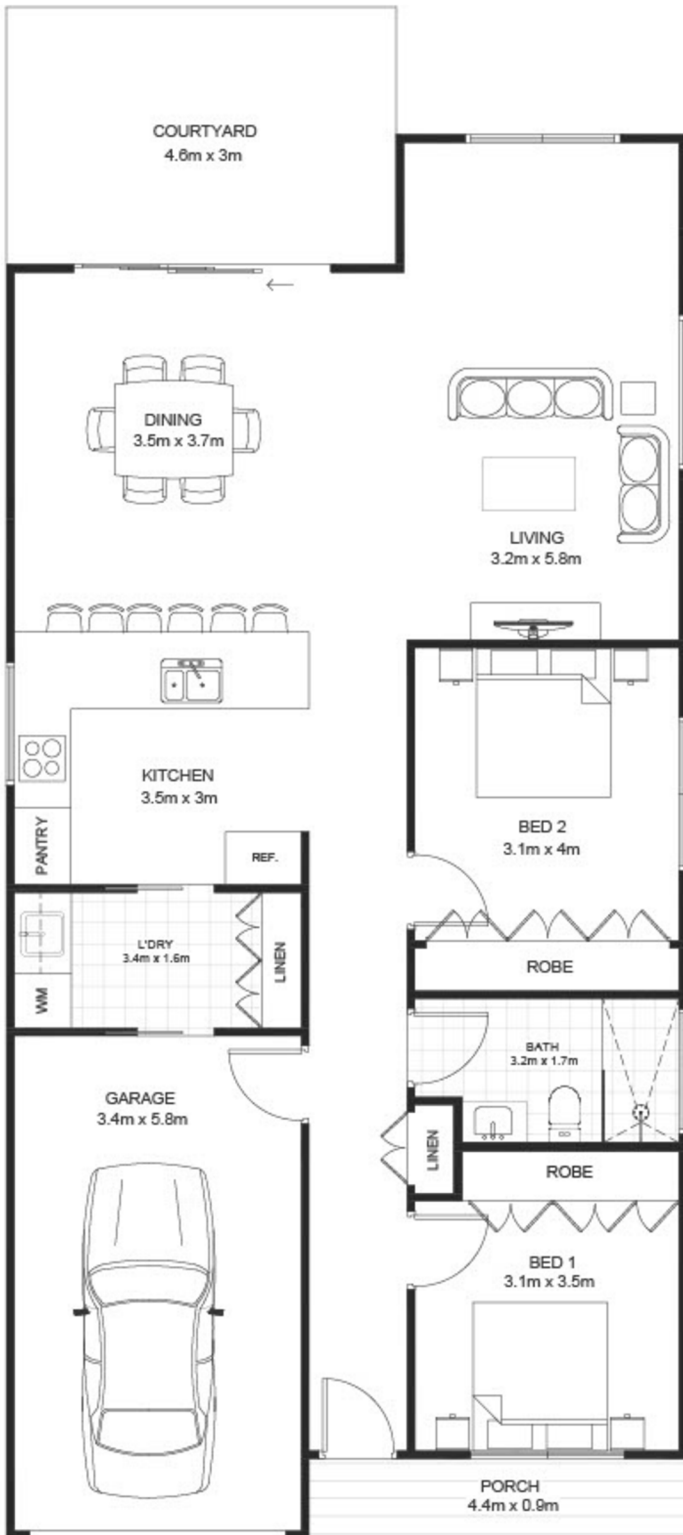 COURTYARD
4.6m x 3m
DINING
3.5m x 3.7m
LIVING
3.2m x 5.8m
KITCHEN
3.5m x 3m
PANTRY
REF.
BED 2
3.1m x 4m
ROBE
L'DRY
3.4m x 1.6m
WM
LINEN
BATH
3.2m x 1.7m
GARAGE
3.4m x 5.8m
LINEN
ROBE
BED 1
3.1m x 3.5m
PORCH
4.4m x 0.9m